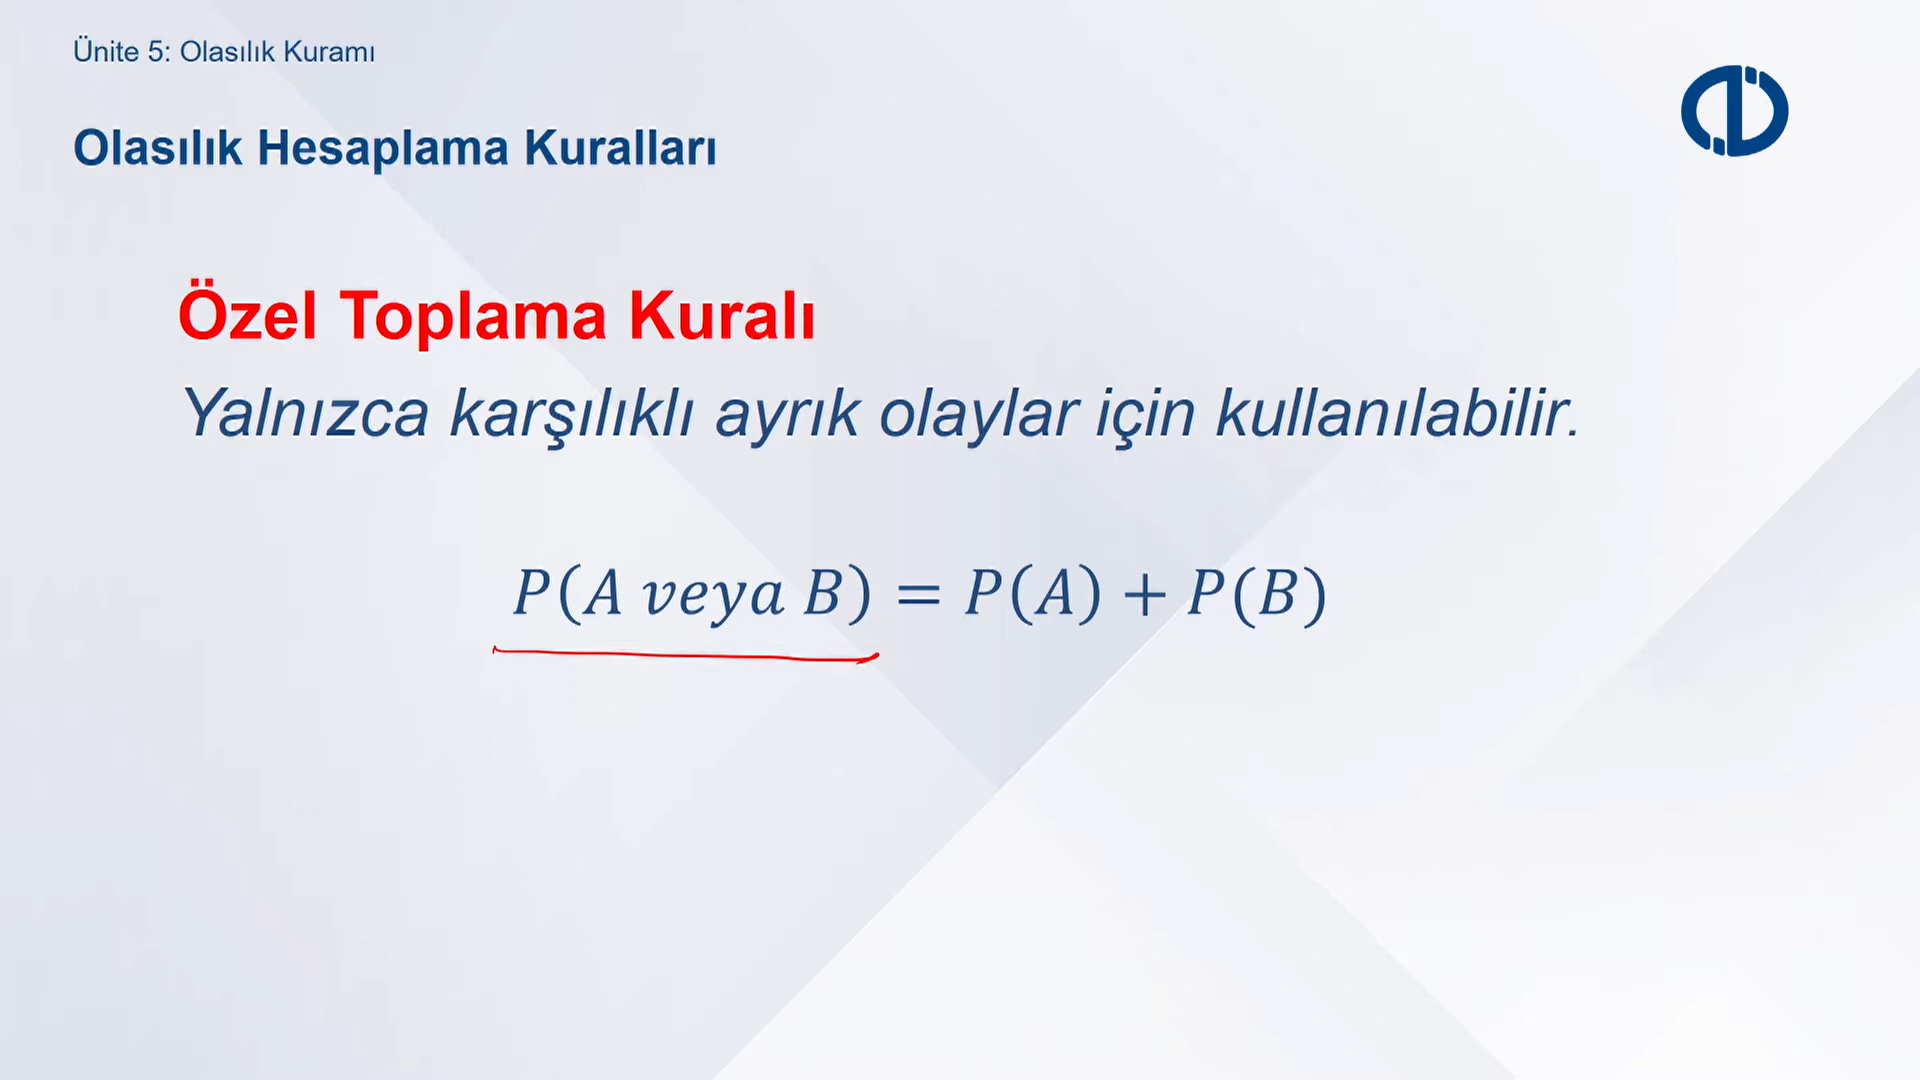 Ünite 5: Olasılık Kuramı
Olasılık Hesaplama Kuralları
Özel Toplama Kuralı
Yalnızca karşılıklı ayrık olaylar için kullanılabilir.
P(A veya B) = P(A) + P(B)